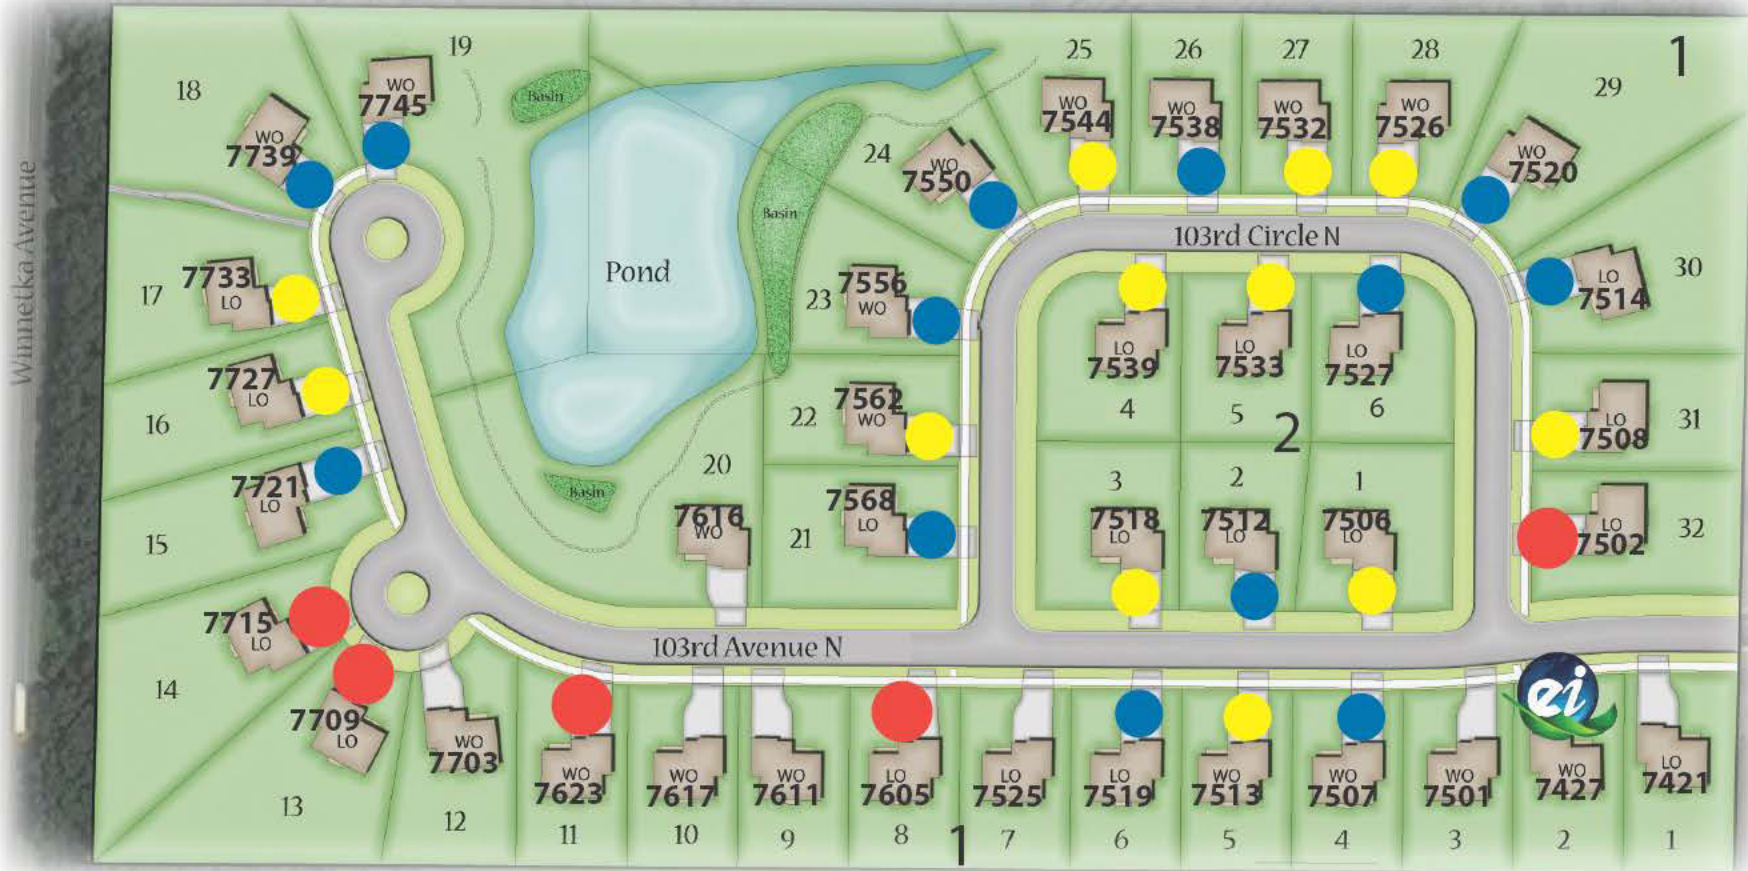 Winnetka Avenue
18
WO
7739
19
WO
7745
Basin
Pond
Basin
Basin
24
WO
7550
25
WO
7544
26
WO
7538
27
WO
7532
28
WO
7526
1
29
WO
7520
103rd Circle N
17
7733
LO
16
7727
LO
15
7721
LO
14
7715
LO
23
7556
WO
22
7562
WO
21
7568
LO
20
7616
WO
LO
7539
4
LO
7533
5
LO
7527
6
2
3
7518
LO
2
7512
LO
1
7506
LO
30
LO
7514
31
LO
7508
32
LO
7502
103rd Avenue N
13
7709
LO
WO
7703
12
WO
7623
11
WO
7617
10
WO
7611
9
LO
7605
8
1
LO
7525
7
LO
7519
6
WO
7513
5
WO
7507
4
WO
7501
3
ei
WO
7427
2
LO
7421
1